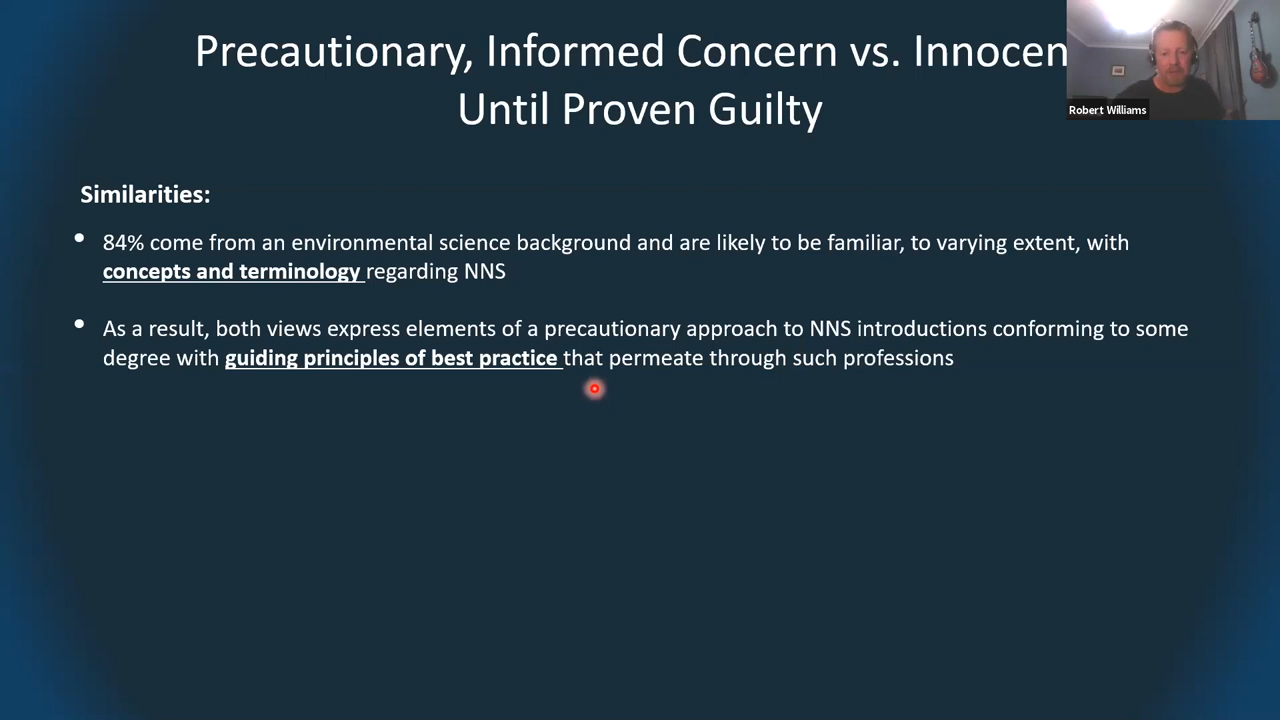 Precautionary, Informed Concern vs. Innocen
Until Proven Guilty
Robert Williams
Similarities:
• 84% come from an environmental science background and are likely to be familiar, to varying extent, with
concepts and terminology regarding NNS
• As a result, both views express elements of a precautionary approach to NNS introductions conforming to some
degree with guiding principles of best practice that permeate through such professions